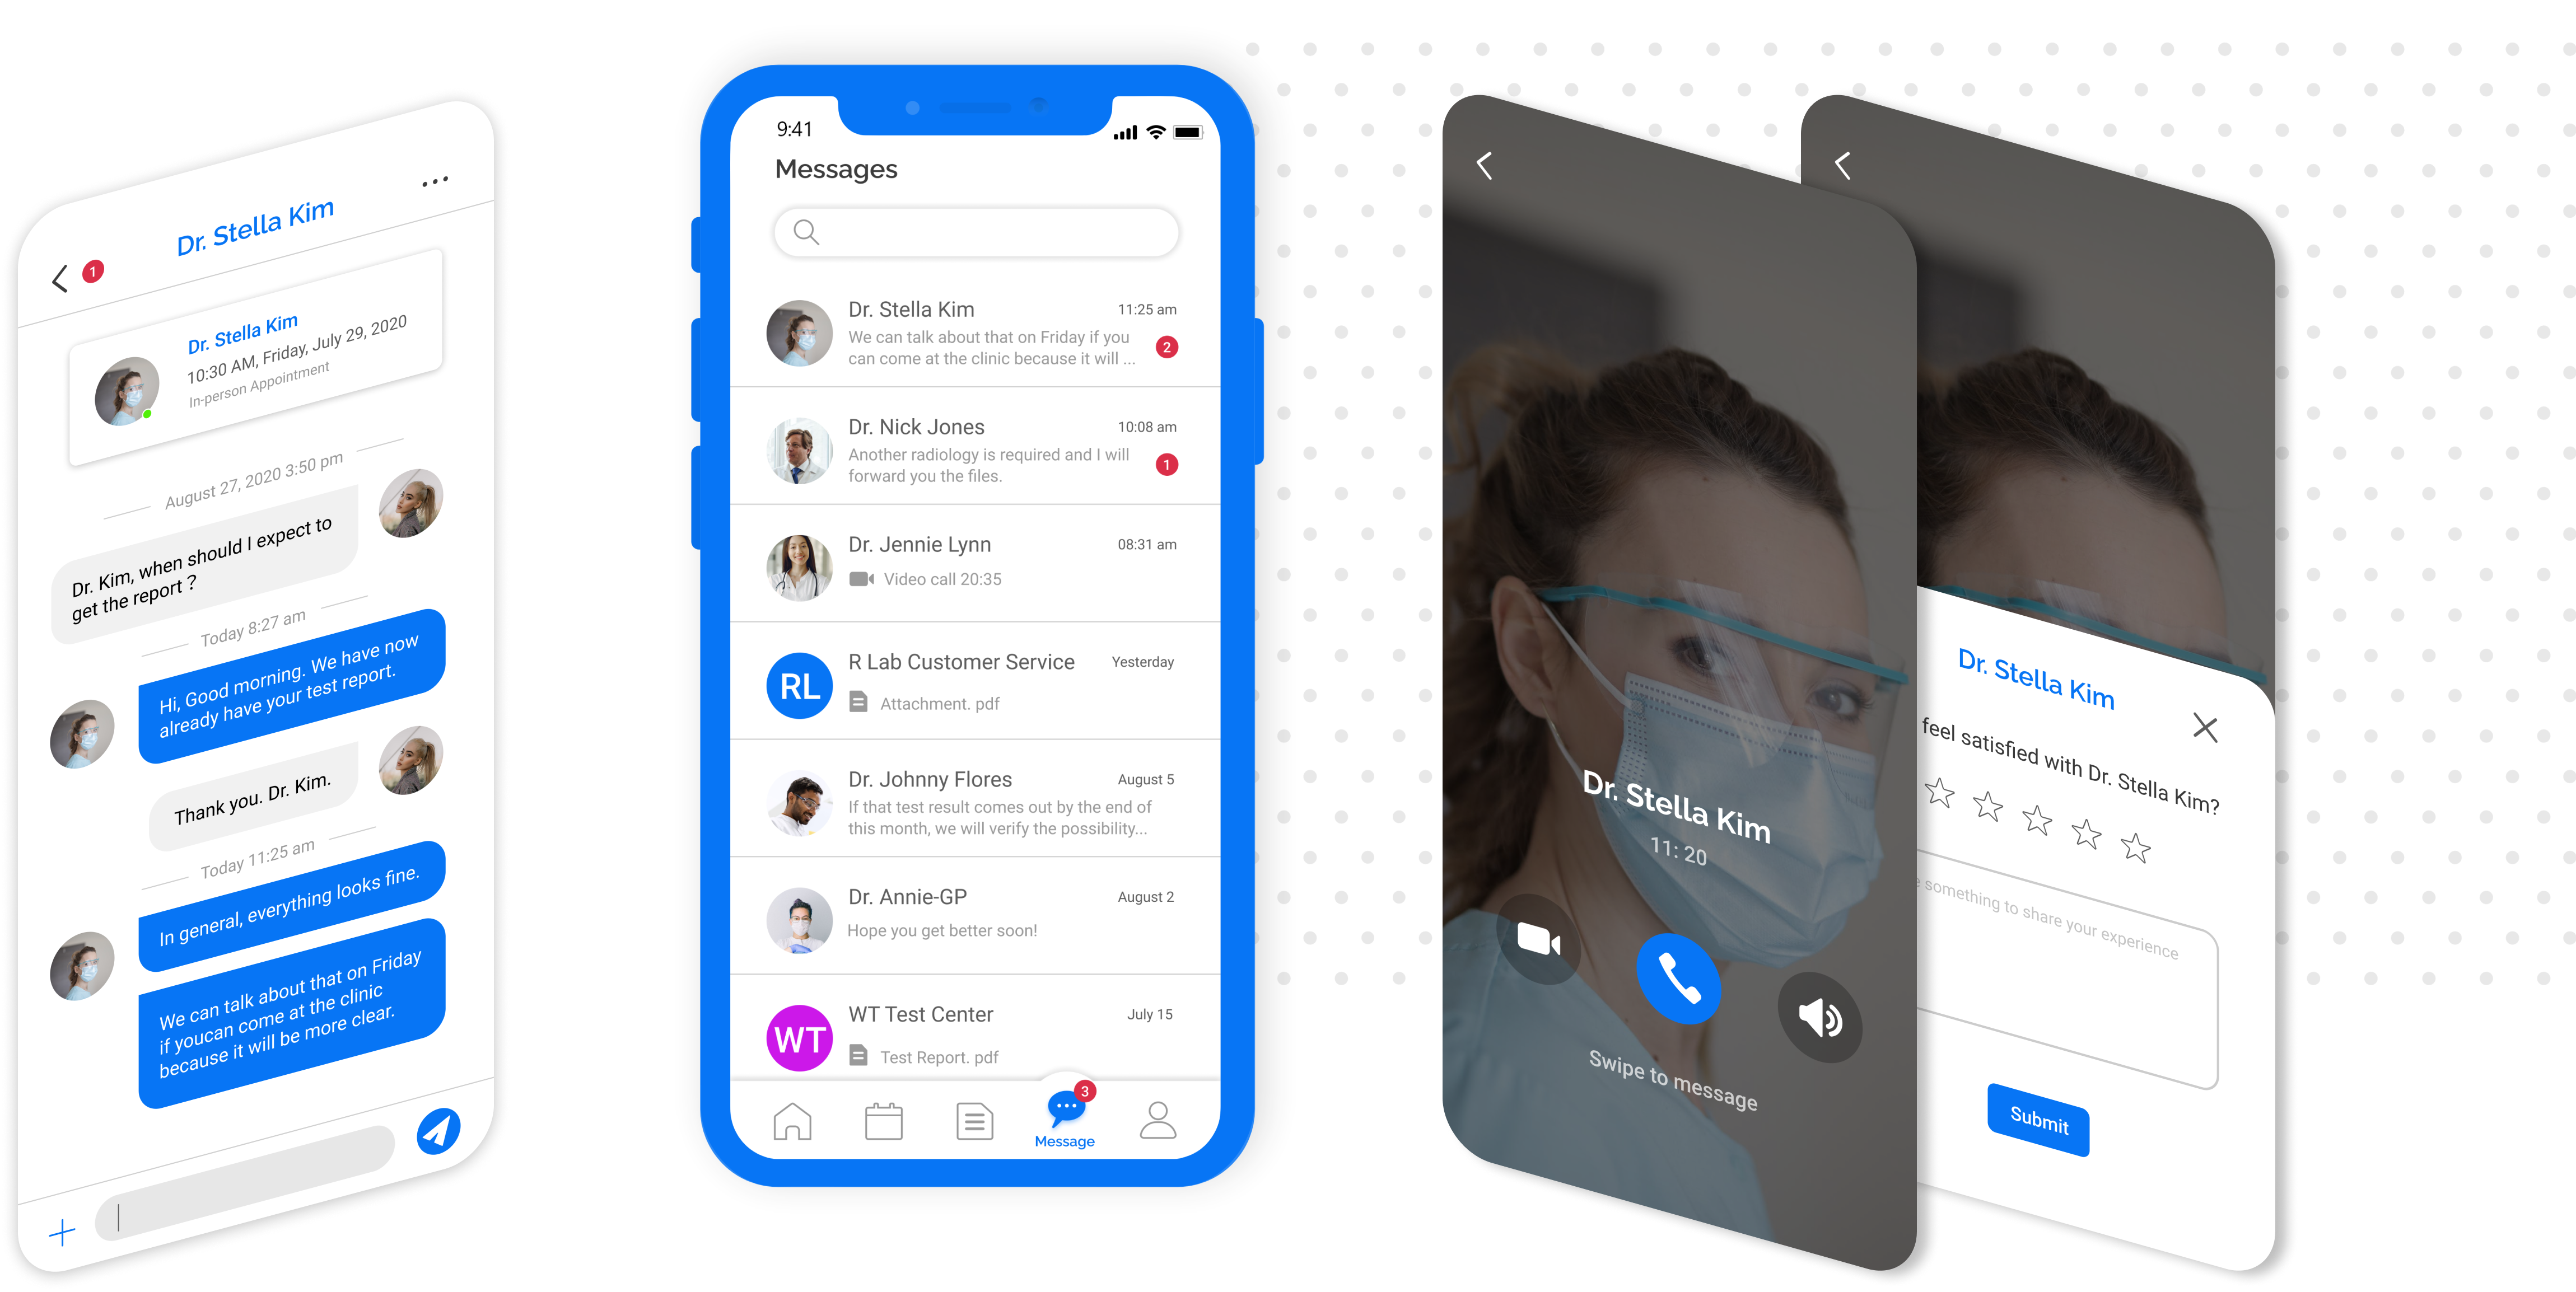 Dr. Stella Kim
1
Dr. Stella Kim
10:30 AM, Friday, July 29, 2020
In-person Appointment
August 27, 2020 3:50 pm
Dr. Kim, when should I expect to
get the report ?
Today 8:27 am
Hi, Good morning. We have now
already have your test report.
Thank you. Dr. Kim.
Today 11:25 am
In general, everything looks fine.
We can talk about that on Friday
if youcan come at the clinic
because it will be more clear.
9:41
Messages
Dr. Stella Kim
11:25 am
We can talk about that on Friday if you
can come at the clinic because it will ...
2
Dr. Nick Jones
10:08 am
Another radiology is required and I will
forward you the files.
1
Dr. Jennie Lynn
08:31 am
Video call 20:35
RL
R Lab Customer Service
Yesterday
Attachment. pdf
Dr. Johnny Flores
August 5
If that test result comes out by the end of
this month, we will verify the possibility...
Dr. Annie-GP
August 2
Hope you get better soon!
WT
WT Test Center
July 15
Test Report. pdf
3
Message
Dr. Stella Kim
11: 20
Swipe to message
Dr. Stella Kim
feel satisfied with Dr. Stella Kim?
something to share your experience
Submit